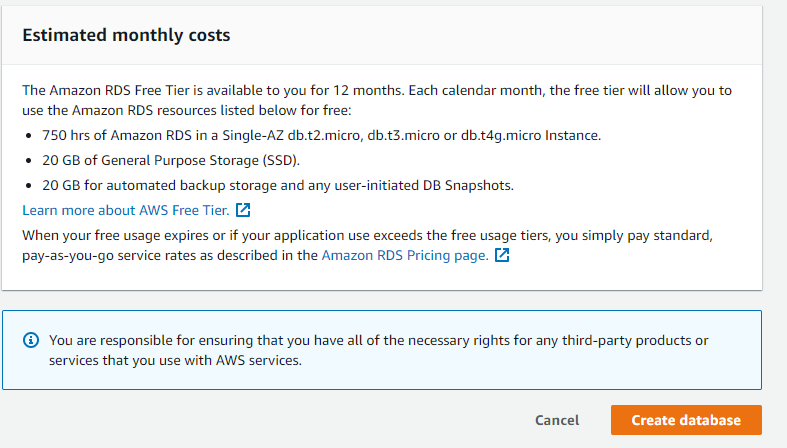 Estimated monthly costs
The Amazon RDS Free Tier is available to you for 12 months. Each calendar month, the free tier will allow you to
use the Amazon RDS resources listed below for free:
• 750 hrs of Amazon RDS in a Single-AZ db.t2.micro, db.t3.micro or db.t4g.micro Instance.
• 20 GB of General Purpose Storage (SSD).
• 20 GB for automated backup storage and any user-initiated DB Snapshots.
Learn more about AWS Free Tier.
When your free usage expires or if your application use exceeds the free usage tiers, you simply pay standard,
pay-as-you-go service rates as described in the Amazon RDS Pricing page.
You are responsible for ensuring that you have all of the necessary rights for any third-party products or
services that you use with AWS services.
Cancel Create database